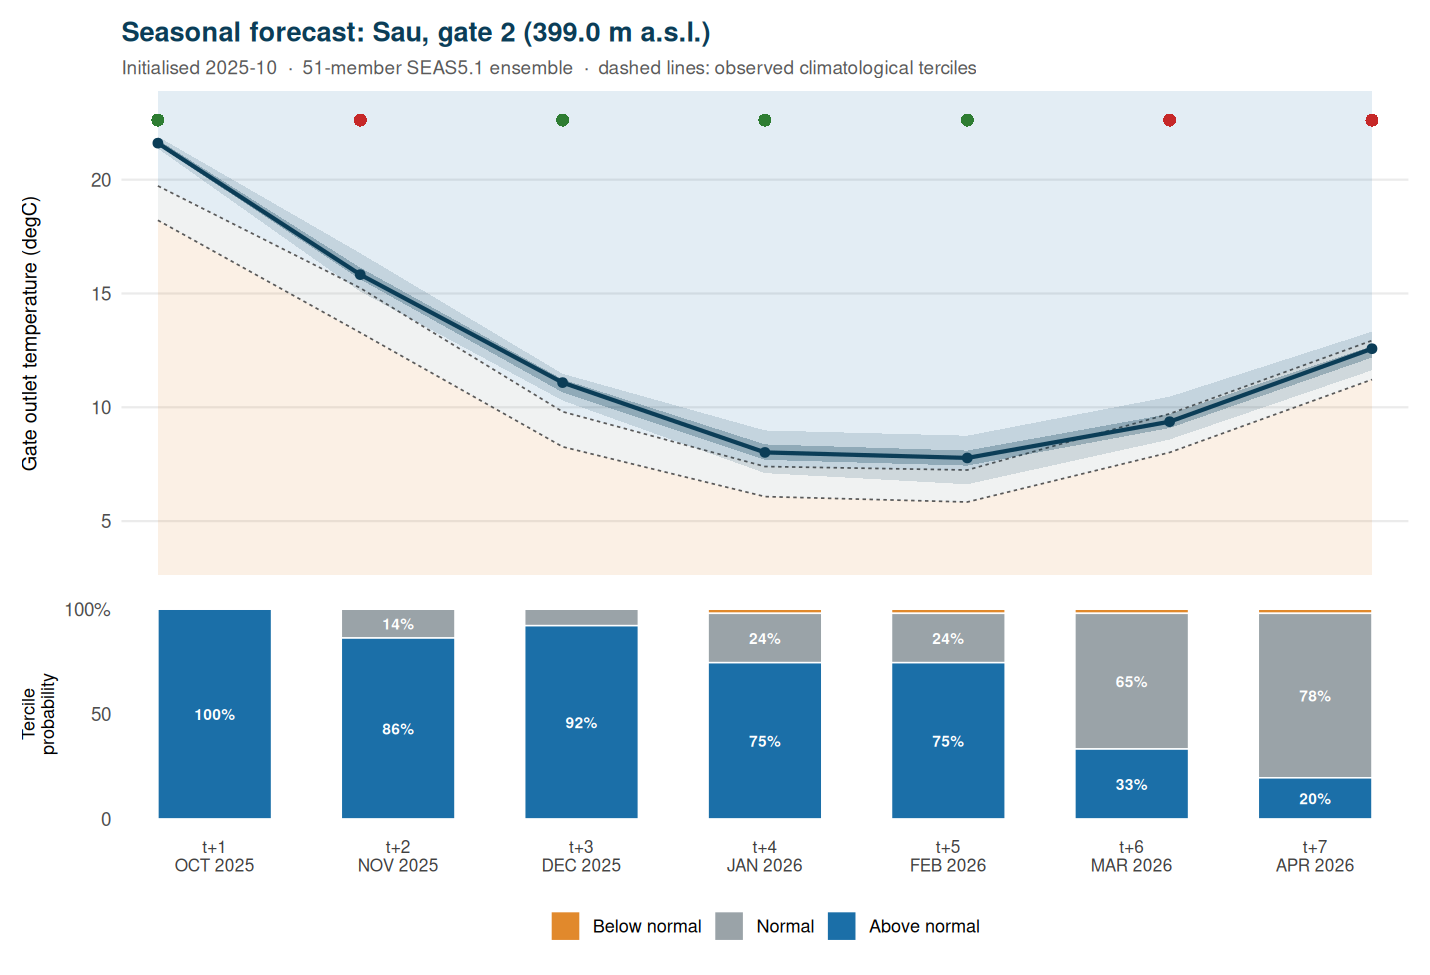 Seasonal forecast: Sau, gate 2 (399.0 m a.s.l.)
Initialised 2025-10 · 51-member SEAS5.1 ensemble · dashed lines: observed climatological terciles
Gate outlet temperature (degC)
20
15
10
5
Tercile
probability
100%
50
0
100%
14%
86%
92%
24%
75%
24%
75%
65%
33%
78%
20%
t+1
OCT 2025
t+2
NOV 2025
t+3
DEC 2025
t+4
JAN 2026
t+5
FEB 2026
t+6
MAR 2026
t+7
APR 2026
Below normal
Normal
Above normal